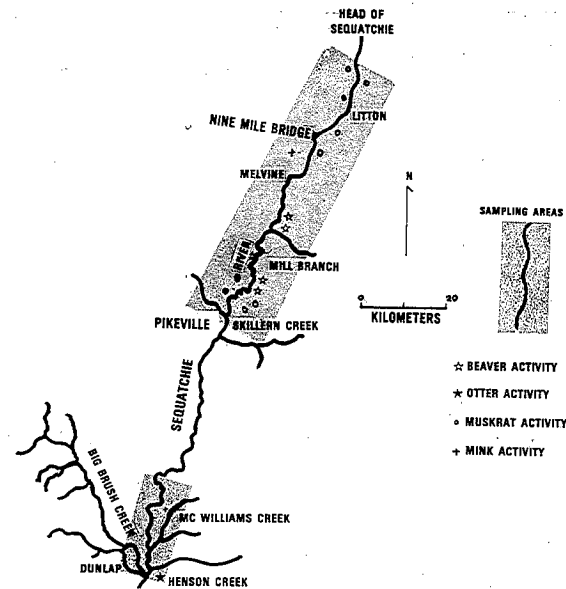 HEAD OF
SEQUATCHIE
LITTON
NINE MILE BRIDGE
MELVINE
N
SAMPLING AREAS
RIVER
MILL BRANCH
0 20
KILOMETERS
PIKEVILLE
SKILLERN CREEK
SEQUATCHIE
BEAVER ACTIVITY
OTTER ACTIVITY
MUSKRAT ACTIVITY
MINK ACTIVITY
BIG BRUSH CREEK
MC WILLIAMS CREEK
DUNLAP
HENSON CREEK